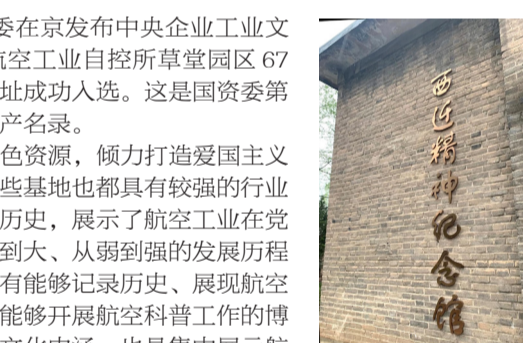 委在京发布中央企业工业文
航空工业自控所草堂园区 67
址成功入选。这是国资委第
产名录。
色资源，倾力打造爱国主义
些基地也都具有较强的行业
历史，展示了航空工业在党
到大、从弱到强的发展历程
有能够记录历史、展现航空
能够开展航空科普工作的博
西迁精神纪念馆